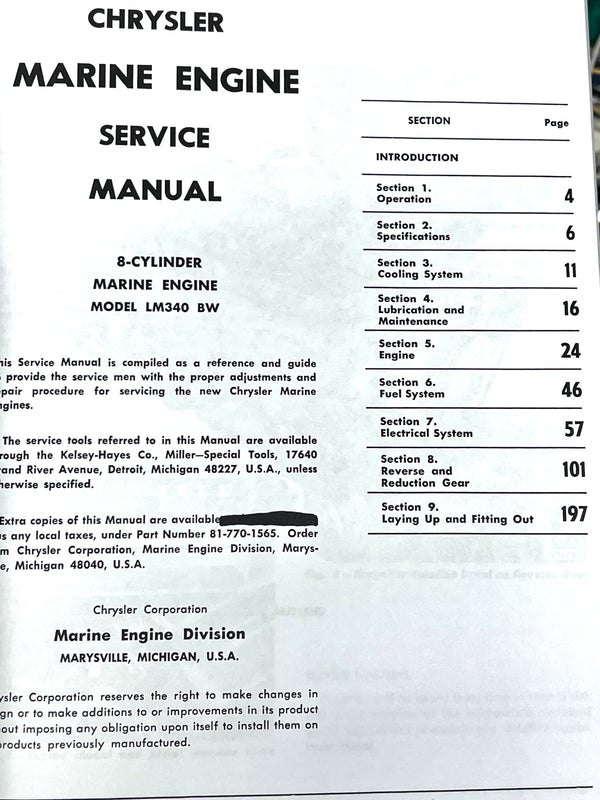 CHRYSLER
MARINE ENGINE
SERVICE
MANUAL
8-CYLINDER
MARINE ENGINE
MODEL LM340 BW
his Service Manual is compiled as a reference and guide
provide the service men with the proper adjustments and
pair procedure for servicing the new Chrysler Marine
gines.
The service tools referred to in this Manual are available
rough the Kelsey-Hayes Co., Miller—Special Tools, 17640
rand River Avenue, Detroit, Michigan 48227, U.S.A., unless
herwise specified.
Extra copies of this Manual are available
s any local taxes, under Part Number 81-770-1565. Order
m Chrysler Corporation, Marine Engine Division, Marys-
e, Michigan 48040, U.S.A.
Chrysler Corporation
Marine Engine Division
MARYSVILLE, MICHIGAN, U.S.A.
ysler Corporation reserves the right to make changes in
gn or to make additions to or improvements in its product
out imposing any obligation upon itself to install them on
products previously manufactured.
SECTION Page
INTRODUCTION
Section 1.
Operation 4
Section 2.
Specifications 6
Section 3.
Cooling System 11
Section 4.
Lubrication and
Maintenance 16
Section 5.
Engine 24
Section 6.
Fuel System 46
Section 7.
Electrical System 57
Section 8.
Reverse and
Reduction Gear 101
Section 9.
Laying Up and Fitting Out 197